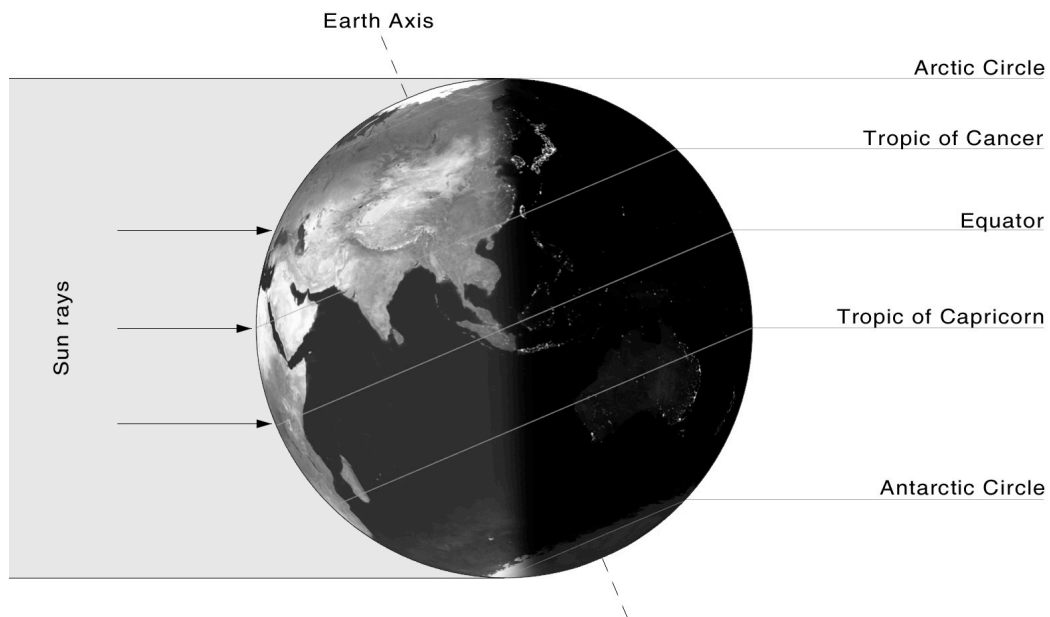 Earth Axis
Arctic Circle
Tropic of Cancer
Equator
Sun rays
Tropic of Capricorn
Antarctic Circle